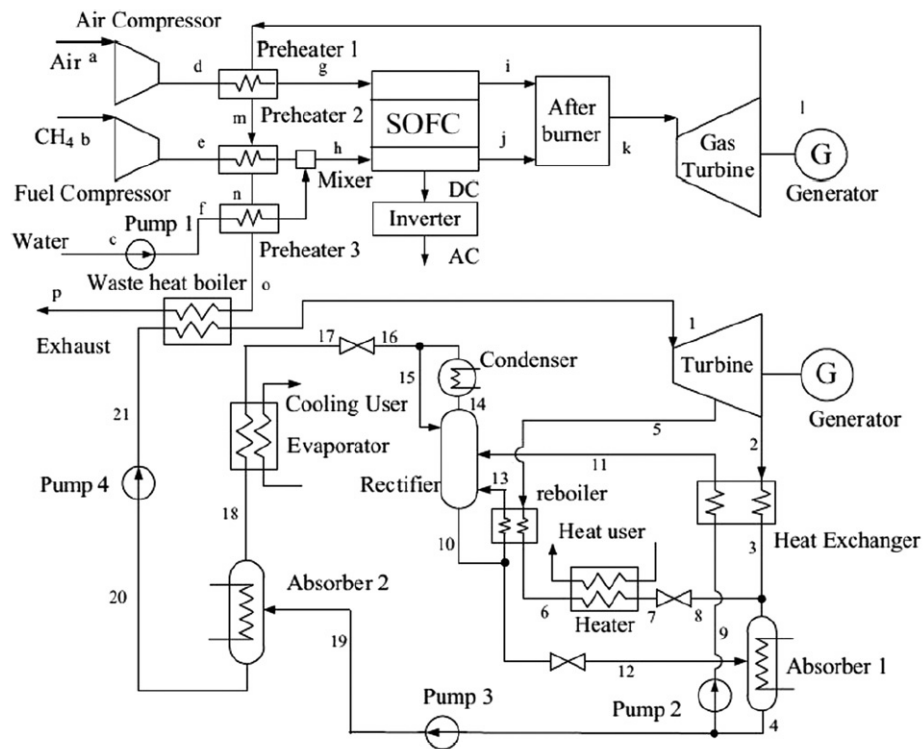 Air Compressor
Air a
d
Preheater 1
g
i
l
m
Preheater 2
SOFC
After
burner
k
Gas
Turbine
G
Generator
CH4 b
e
h
j
Mixer
Fuel Compressor
n
f
DC
Inverter
AC
Pump 1
Water
c
Preheater 3
Waste heat boiler
o
p
Exhaust
17
16
15
Condenser
14
1
Turbine
G
Generator
21
Cooling User
Evaporator
5
2
11
Rectifier
13
reboiler
Pump 4
18
10
Heat user
Heat Exchanger
3
20
Absorber 2
19
6
Heater
7
8
9
12
Absorber 1
Pump 3
Pump 2
4